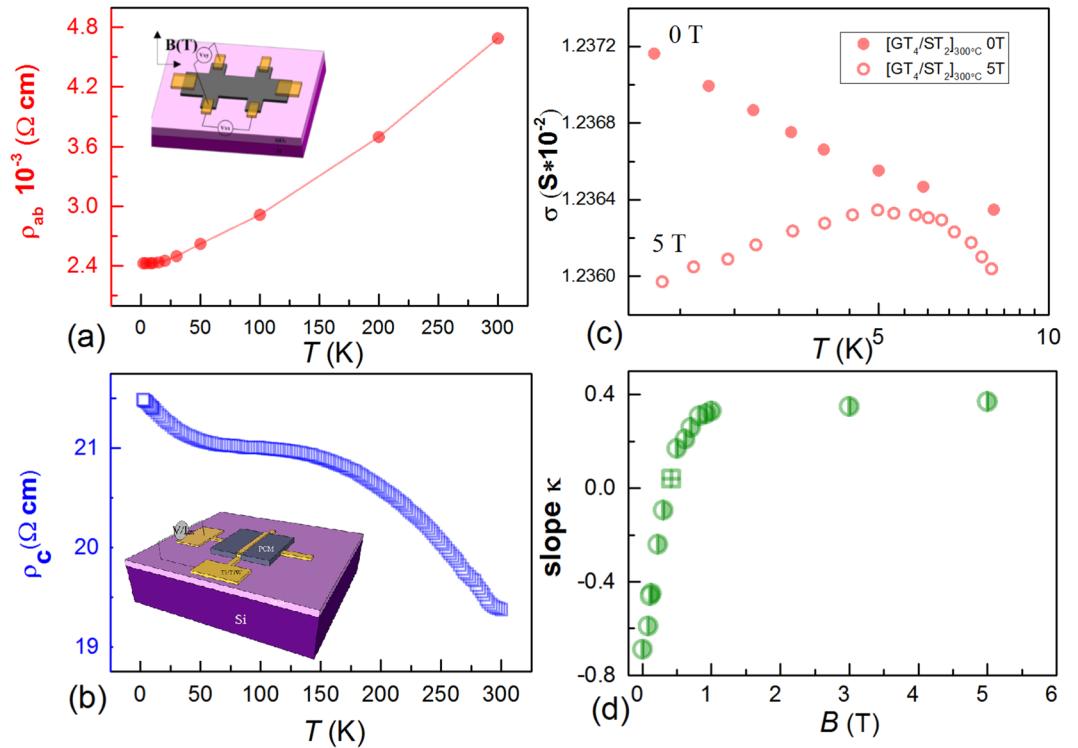 4.8
4.2
3.6
3.0
2.4
ρab 10⁻³ (Ω cm)
B(T)
Vxy
Vxx
0 50 100 150 200 250 300
(a)
T (K)
1.2372
1.2368
1.2364
1.2360
σ (S*10⁻²)
0 T
[GT₄/ST₂]₃₀₀°C 0T
[GT₄/ST₂]₃₀₀°C 5T
5 T
5 10
(c)
T (K)
21
20
19
ρc(Ω cm)
PCM
Si
0 50 100 150 200 250 300
(b)
T (K)
0.4
0.0
-0.4
-0.8
slope κ
0 1 2 3 4 5 6
(d)
B (T)